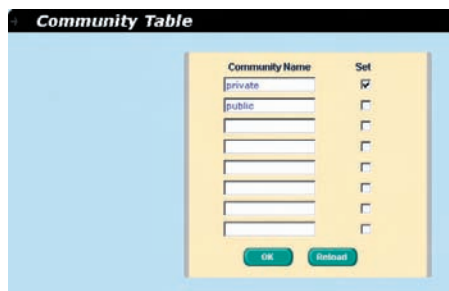 Community Table
Community Name Set
private
public
OK Reload